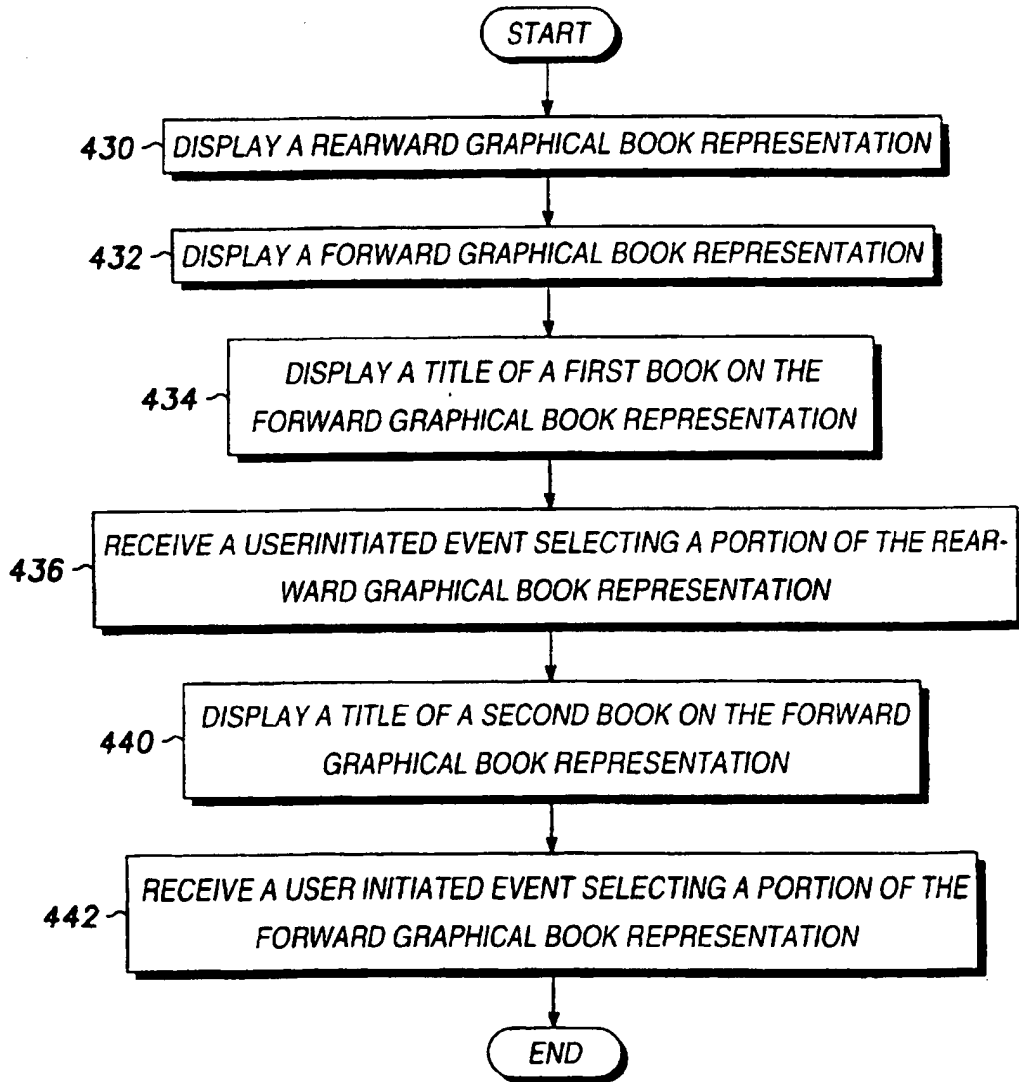 START
430 DISPLAY A REARWARD GRAPHICAL BOOK REPRESENTATION
432 DISPLAY A FORWARD GRAPHICAL BOOK REPRESENTATION
DISPLAY A TITLE OF A FIRST BOOK ON THE
434
FORWARD GRAPHICAL BOOK REPRESENTATION
RECEIVE A USERINITIATED EVENT SELECTING A PORTION OF THE REAR-
436
WARD GRAPHICAL BOOK REPRESENTATION
DISPLAY A TITLE OF A SECOND BOOK ON THE FORWARD
440
GRAPHICAL BOOK REPRESENTATION
RECEIVE A USER INITIATED EVENT SELECTING A PORTION OF THE
442
FORWARD GRAPHICAL BOOK REPRESENTATION
END